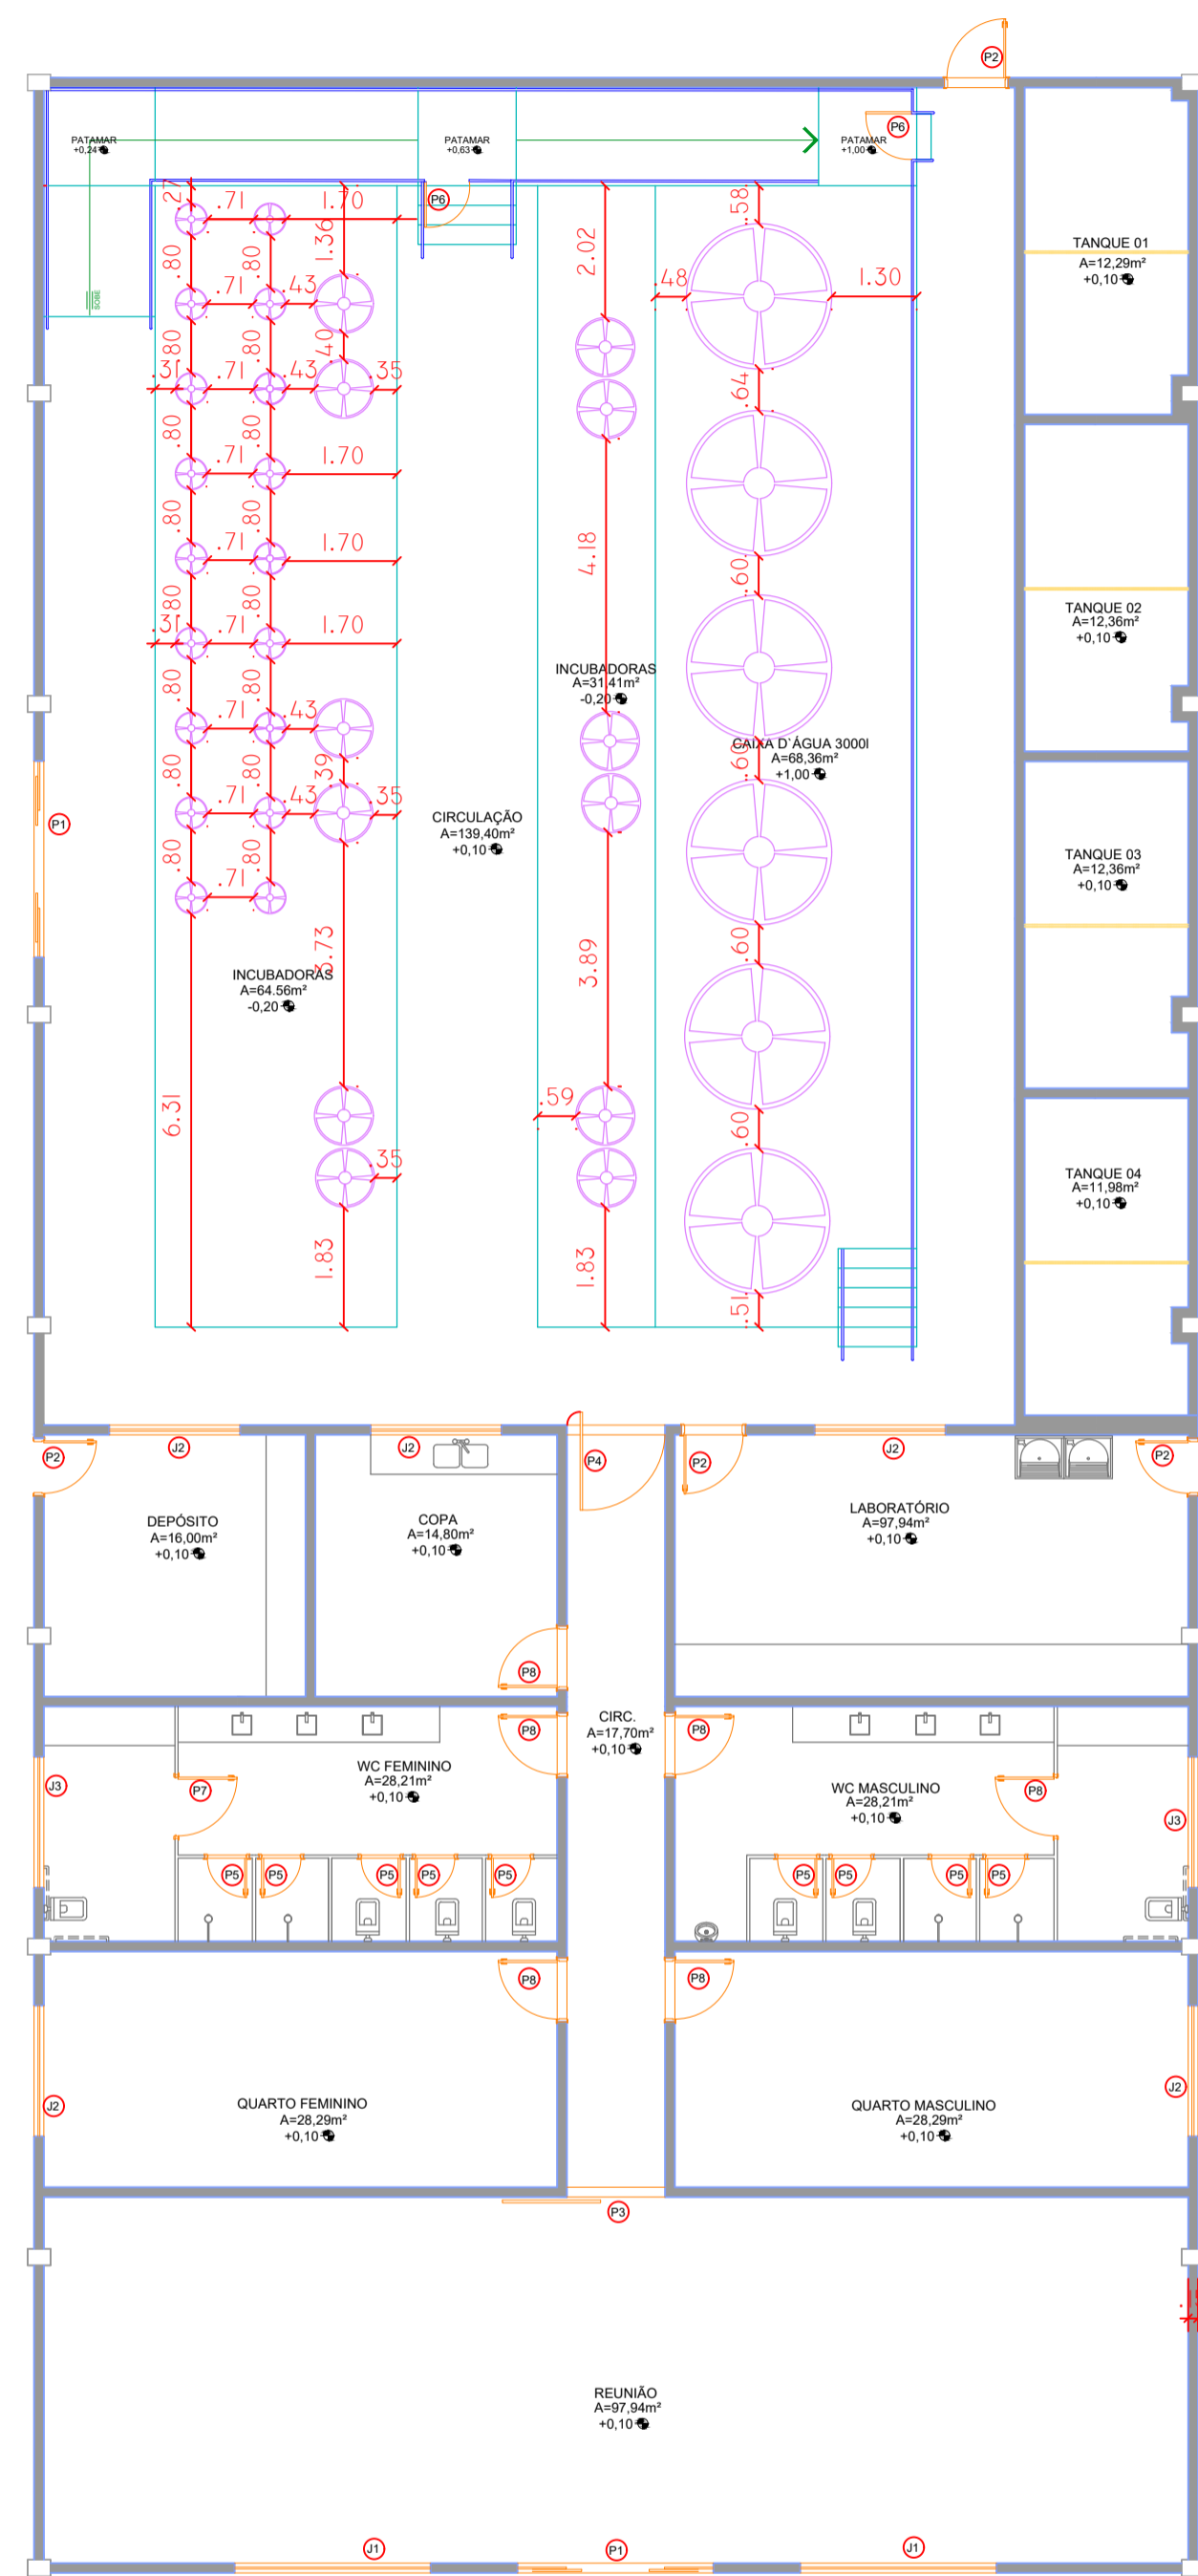 P2
PATAMAR
+0,24
PATAMAR
+0,63
PATAMAR
+1,00
P6
P6
SOBE
.27
.71
1.70
1.36
.58
2.02
.48
1.30
TANQUE 01
A=12,29m²
+0,10
.80
.80
.71
.43
.80
.80
.40
.31
.71
.43
.35
.64
.80
.80
.71
1.70
.80
.80
.71
1.70
4.18
.60
.80
.80
.31
.71
1.70
TANQUE 02
A=12,36m²
+0,10
INCUBADORAS
A=31,41m²
-0,20
.80
.80
.71
.43
CAIXA D`ÁGUA 3000l
A=68,36m²
+1,00
.60
.80
.80
.39
.71
.43
.35
P1
CIRCULAÇÃO
A=139,40m²
+0,10
TANQUE 03
A=12,36m²
+0,10
.80
.80
.71
3.73
3.89
.60
INCUBADORAS
A=64.56m²
-0,20
6.31
.59
.60
.35
TANQUE 04
A=11,98m²
+0,10
1.83
1.83
.51
P2
J2
J2
P4
P2
J2
P2
DEPÓSITO
A=16,00m²
+0,10
COPA
A=14,80m²
+0,10
LABORATÓRIO
A=97,94m²
+0,10
P8
P8
CIRC.
A=17,70m²
+0,10
P8
J3
P7
WC FEMININO
A=28,21m²
+0,10
WC MASCULINO
A=28,21m²
+0,10
P8
J3
P5
P5
P5
P5
P5
P5
P5
P5
P5
P8
P8
J2
QUARTO FEMININO
A=28,29m²
+0,10
QUARTO MASCULINO
A=28,29m²
+0,10
J2
P3
REUNIÃO
A=97,94m²
+0,10
J1
P1
J1